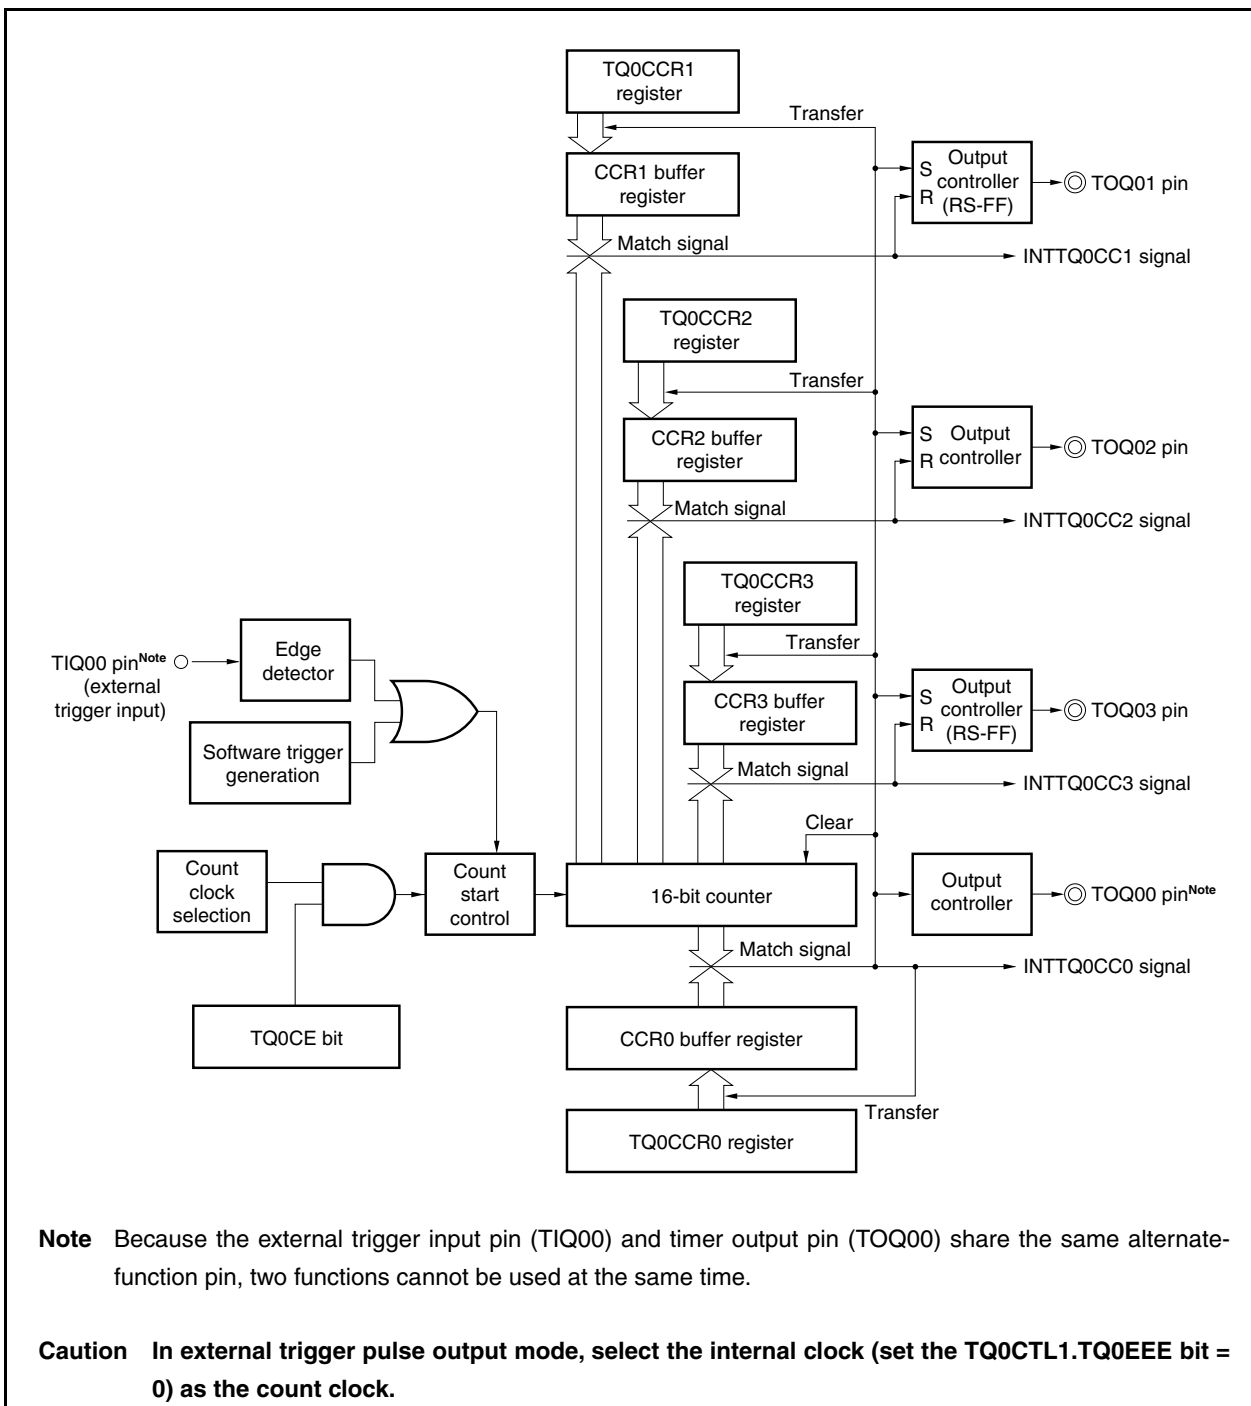 TQ0CCR1
register
Transfer
CCR1 buffer
register
S
R
Output
controller
(RS-FF)
TOQ01 pin
Match signal
INTTQ0CC1 signal
TQ0CCR2
register
Transfer
CCR2 buffer
register
S
R
Output
controller
TOQ02 pin
Match signal
INTTQ0CC2 signal
TQ0CCR3
register
Transfer
CCR3 buffer
register
S
R
Output
controller
(RS-FF)
TOQ03 pin
Match signal
INTTQ0CC3 signal
TIQ00 pinNote
(external
trigger input)
Edge
detector
Software trigger
generation
Clear
Count
clock
selection
Count
start
control
16-bit counter
Output
controller
TOQ00 pinNote
Match signal
INTTQ0CC0 signal
TQ0CE bit
CCR0 buffer register
Transfer
TQ0CCR0 register
Note Because the external trigger input pin (TIQ00) and timer output pin (TOQ00) share the same alternate-
function pin, two functions cannot be used at the same time.
Caution In external trigger pulse output mode, select the internal clock (set the TQ0CTL1.TQ0EEE bit =
0) as the count clock.